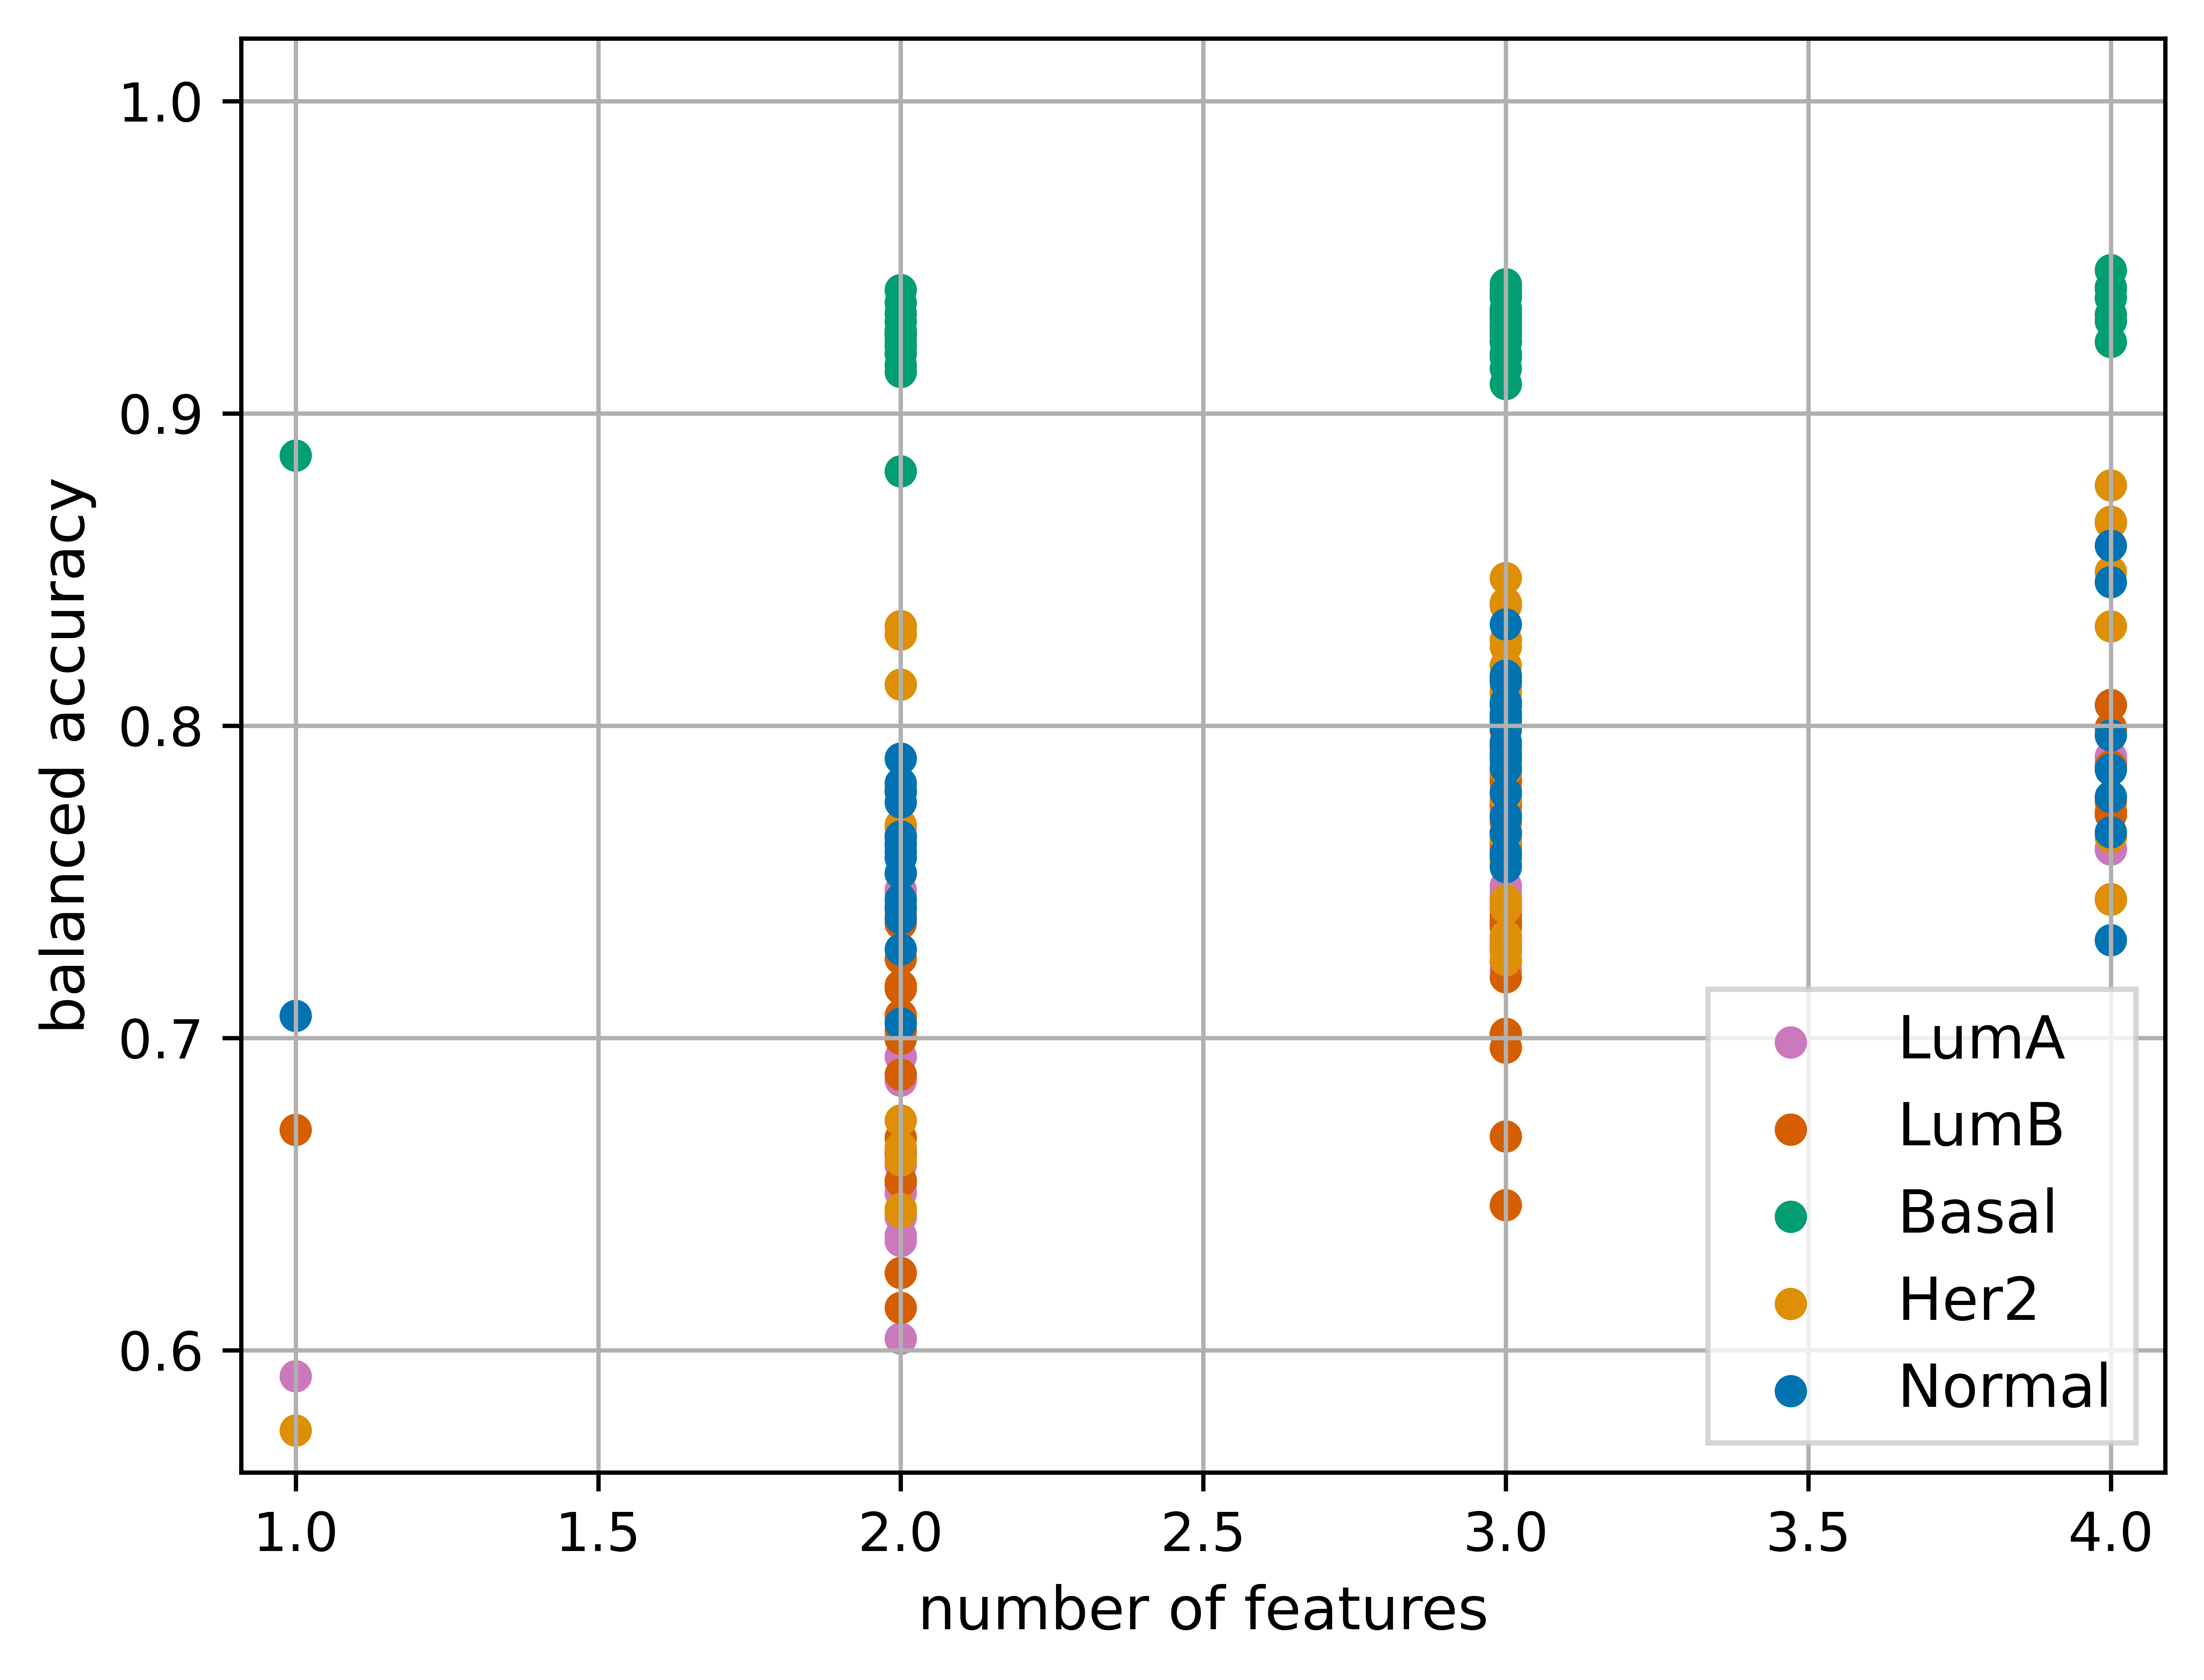 1.0
0.9
0.8
0.7
0.6
balanced accuracy
LumA
LumB
Basal
Her2
Normal
1.0 1.5 2.0 2.5 3.0 3.5 4.0
number of features